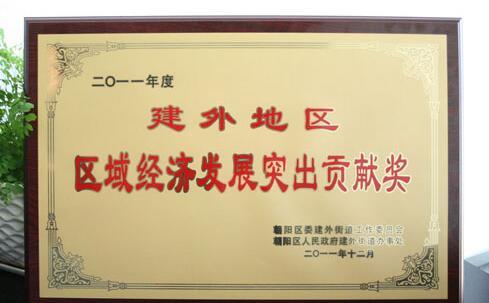 二〇一一年度
建外地区
区域经济发展突出贡献奖
朝阳区委建外街道工作委员会
朝阳区人民政府建外街道办事处
二〇一一年十二月